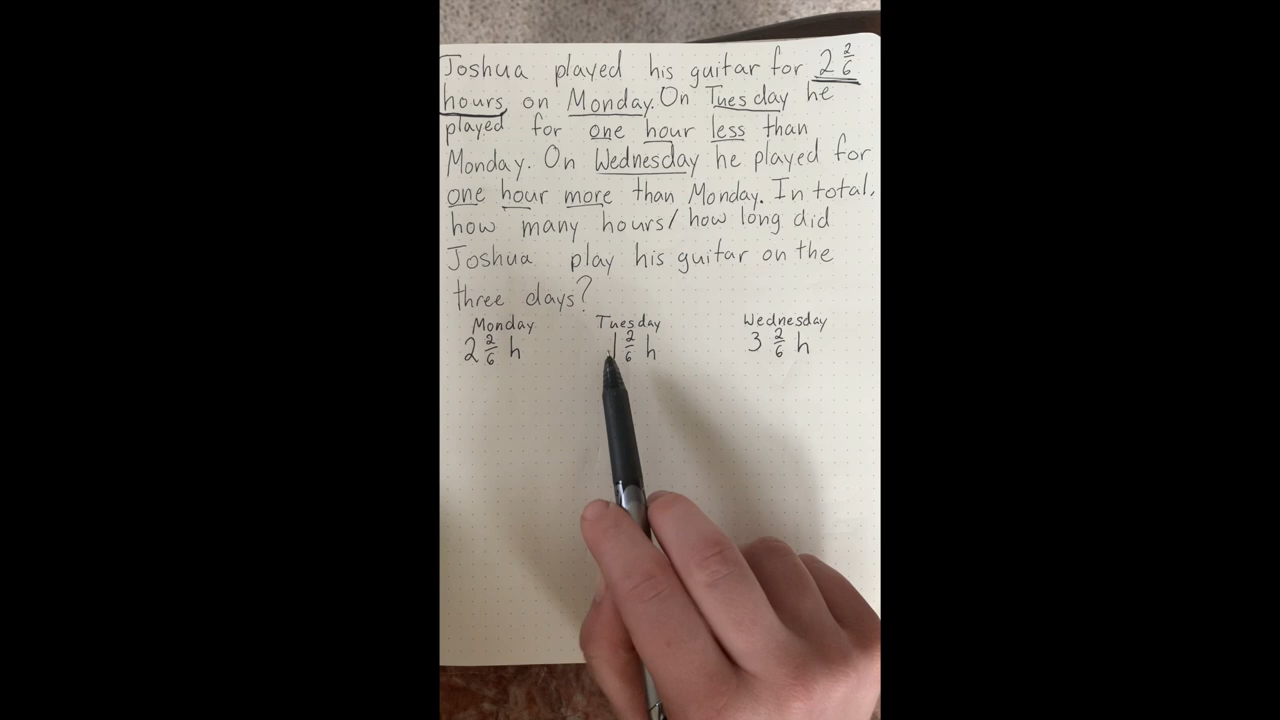 Joshua played his guitar for 2 2/6
hours on Monday. On Tuesday he
played for one hour less than
Monday. On Wednesday he played for
one hour more than Monday. In total,
how many hours/how long did
Joshua play his guitar on the
three days?
Monday Tuesday Wednesday
2 2/6 h 1 2/6 h 3 2/6 h